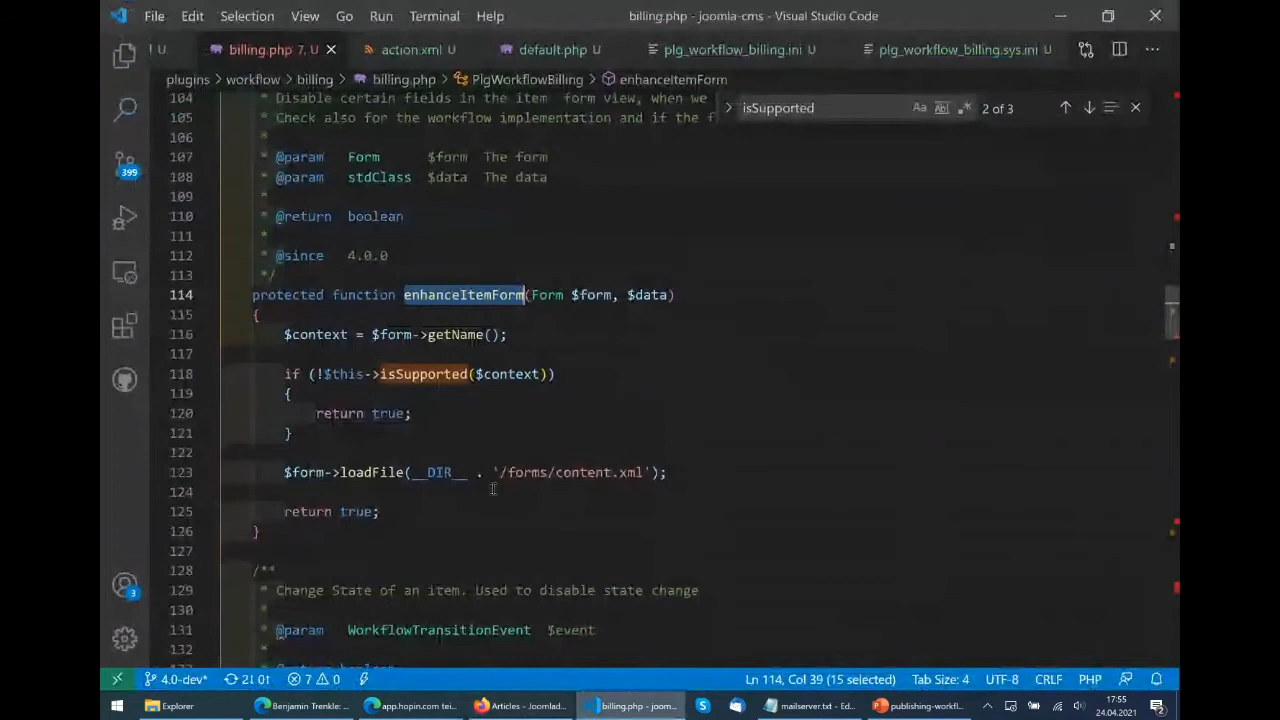 File Edit Selection View Go Run Terminal Help billing.php - joomla-cms - Visual Studio Code
U billing.php 7, U action.xml U default.php U plg_workflow_billing.ini U plg_workflow_billing.sys.ini U
plugins > workflow > billing > billing.php > PlgWorkflowBilling > enhanceItemForm
isSupported 2 of 3
104 * Disable certain fields in the item form view, when we
105 * Check also for the workflow implementation and if the f
106 *
107 * @param Form $form The form
108 * @param stdClass $data The data
109 *
110 * @return boolean
111 *
112 * @since 4.0.0
113 */
114 protected function enhanceItemForm(Form $form, $data)
115 {
116 $context = $form->getName();
117
118 if (!$this->isSupported($context))
119 {
120 return true;
121 }
122
123 $form->loadFile(__DIR__ . '/forms/content.xml');
124
125 return true;
126 }
127
128 /**
129 * Change State of an item. Used to disable state change
130 *
131 * @param WorkflowTransitionEvent $event
132 *
399
3
4.0-dev* 7 0 Ln 114, Col 39 (15 selected) Tab Size: 4 UTF-8 CRLF PHP
Explorer Benjamin Trenkle: ... app.hopin.com tei... Articles - Joomlad... billing.php - joom... mailserver.txt - Ed... publishing-workfl... 17:55
24.04.2021
2